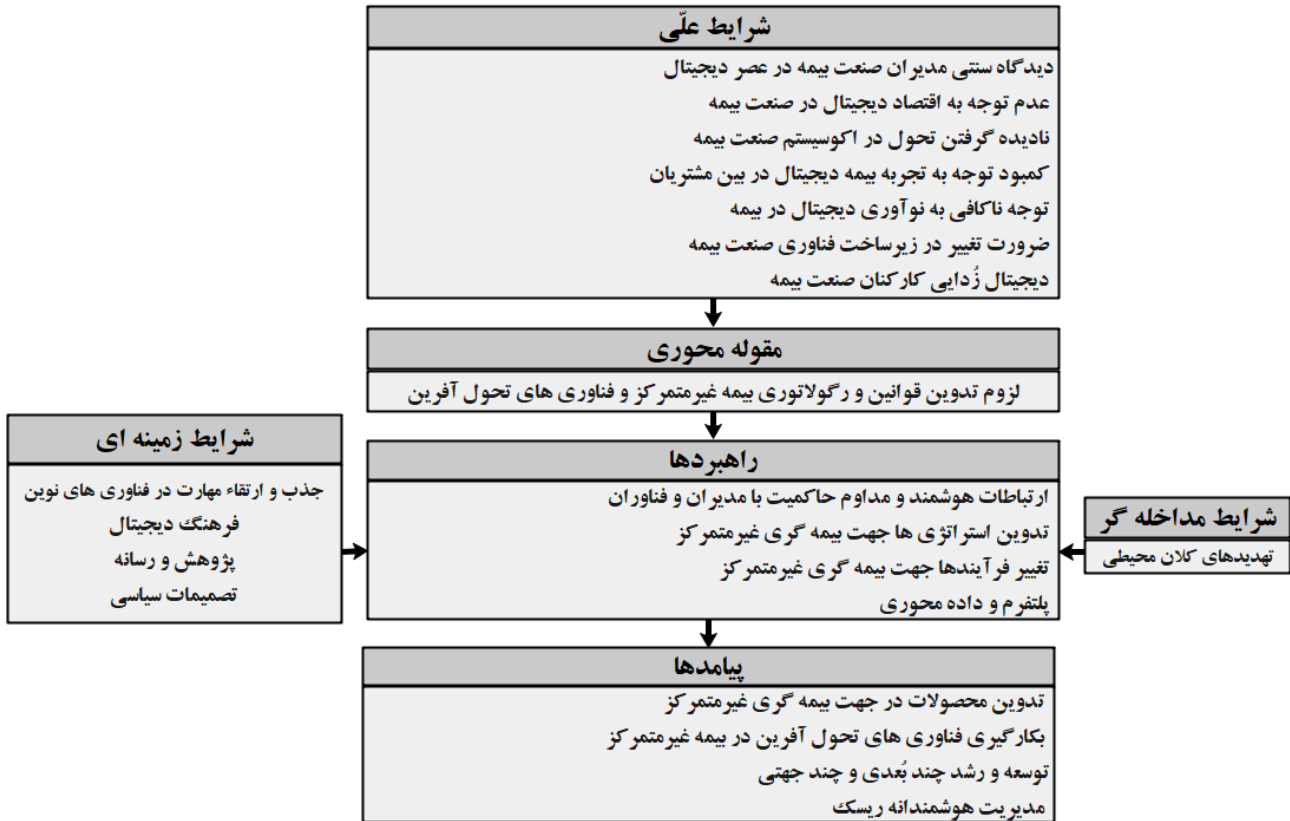 شرایط علّی
دیدگاه سنتی مدیران صنعت بیمه در عصر دیجیتال
عدم توجه به اقتصاد دیجیتال در صنعت بیمه
نادیده گرفتن تحول در اکوسیستم صنعت بیمه
کمبود توجه به تجربه بیمه دیجیتال در بین مشتریان
توجه ناکافی به نوآوری دیجیتال در بیمه
ضرورت تغییر در زیرساخت فناوری صنعت بیمه
دیجیتال زُدایی کارکنان صنعت بیمه
مقوله محوری
لزوم تدوین قوانین و رگولاتوری بیمه غیرمتمرکز و فناوری های تحول آفرین
شرایط مداخله گر
تهدیدهای کلان محیطی
راهبردها
ارتباطات هوشمند و مداوم حاکمیت با مدیران و فناوران
تدوین استراتژی ها جهت بیمه گری غیرمتمرکز
تغییر فرآیندها جهت بیمه گری غیرمتمرکز
پلتفرم و داده محوری
شرایط زمینه ای
جذب و ارتقاء مهارت در فناوری های نوین
فرهنگ دیجیتال
پژوهش و رسانه
تصمیمات سیاسی
پیامدها
تدوین محصولات در جهت بیمه گری غیرمتمرکز
بکارگیری فناوری های تحول آفرین در بیمه غیرمتمرکز
توسعه و رشد چند بُعدی و چند جهتی
مدیریت هوشمندانه ریسک